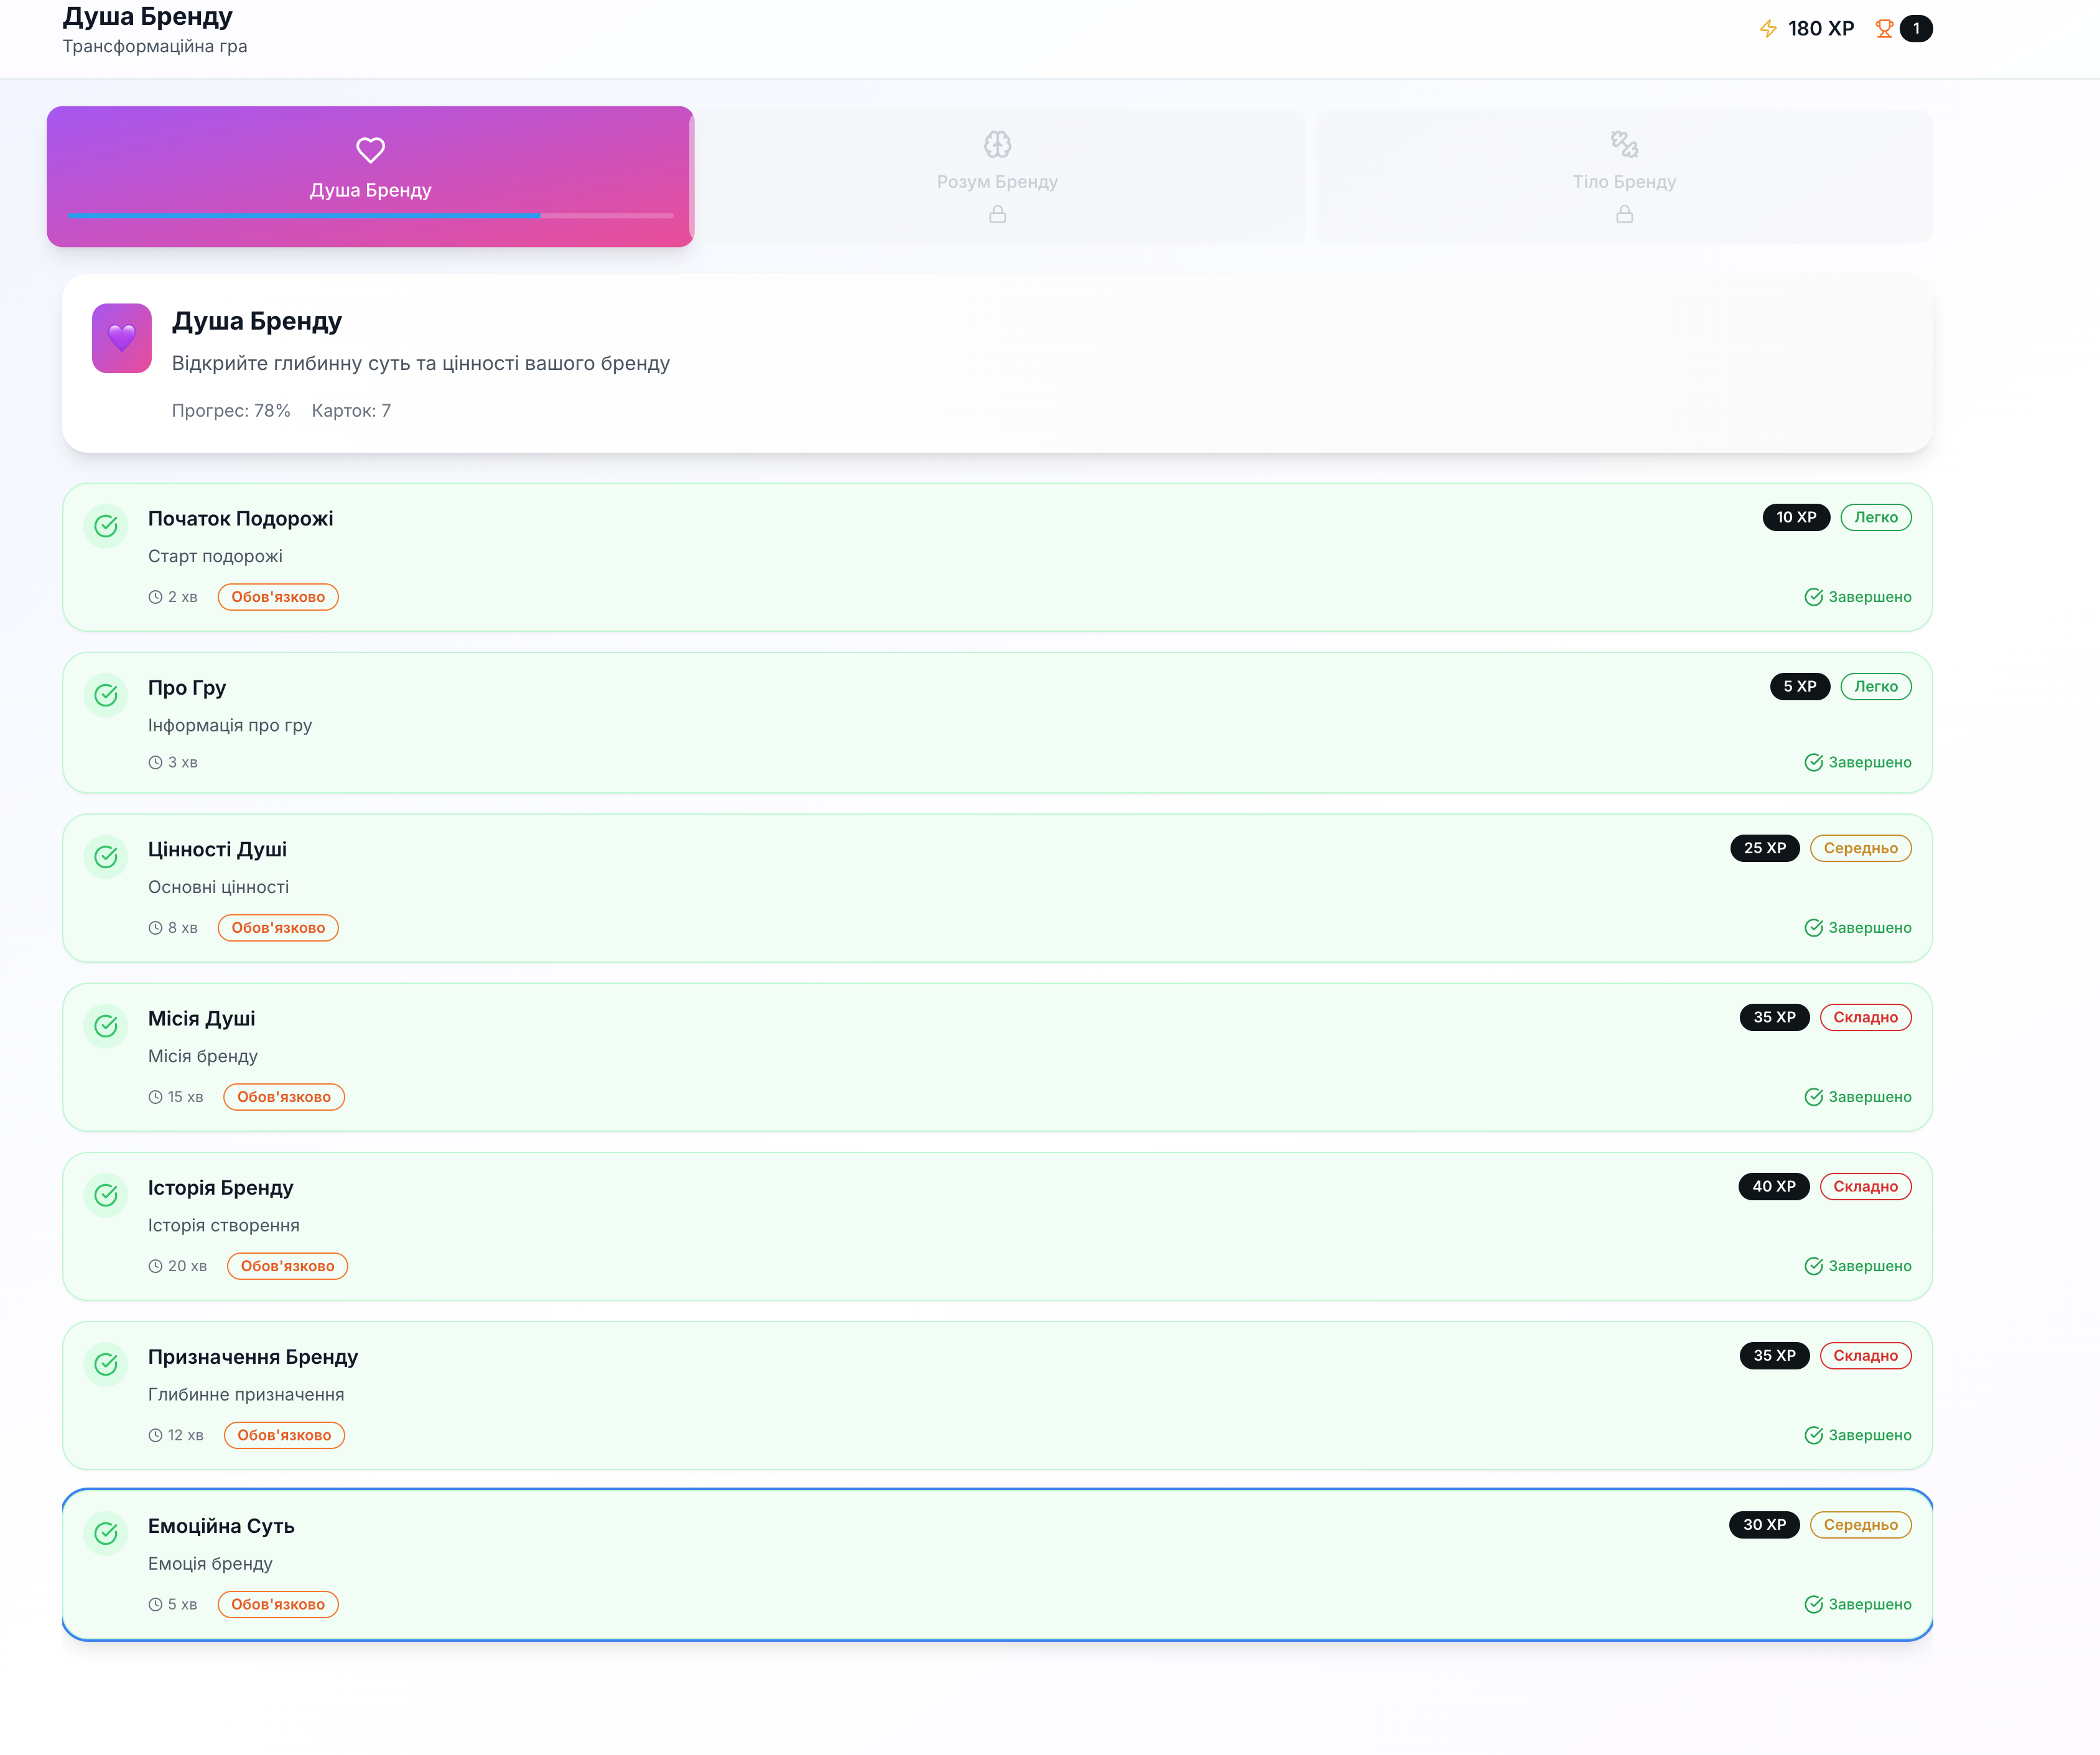 Душа Бренду
Трансформаційна гра
180 XP
1
Душа Бренду
Розум Бренду
Тіло Бренду
Душа Бренду
Відкрийте глибинну суть та цінності вашого бренду
Прогрес: 78% Карток: 7
Початок Подорожі
10 XP Легко
Старт подорожі
2 хв Обов'язково
Завершено
Про Гру
5 XP Легко
Інформація про гру
3 хв
Завершено
Цінності Душі
25 XP Середньо
Основні цінності
8 хв Обов'язково
Завершено
Місія Душі
35 XP Складно
Місія бренду
15 хв Обов'язково
Завершено
Історія Бренду
40 XP Складно
Історія створення
20 хв Обов'язково
Завершено
Призначення Бренду
35 XP Складно
Глибинне призначення
12 хв Обов'язково
Завершено
Емоційна Суть
30 XP Середньо
Емоція бренду
5 хв Обов'язково
Завершено